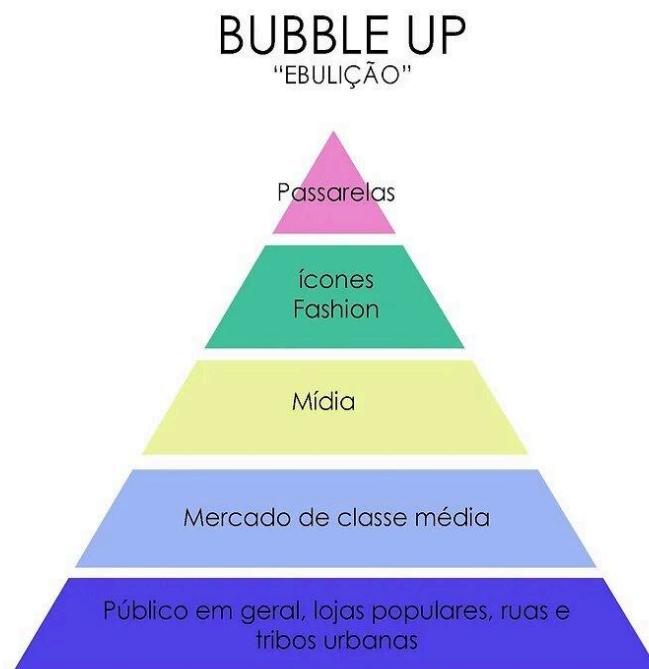 BUBBLE UP
“EBULIÇÃO”
Passarelas
ícones
Fashion
Mídia
Mercado de classe média
Público em geral, lojas populares, ruas e
tribos urbanas